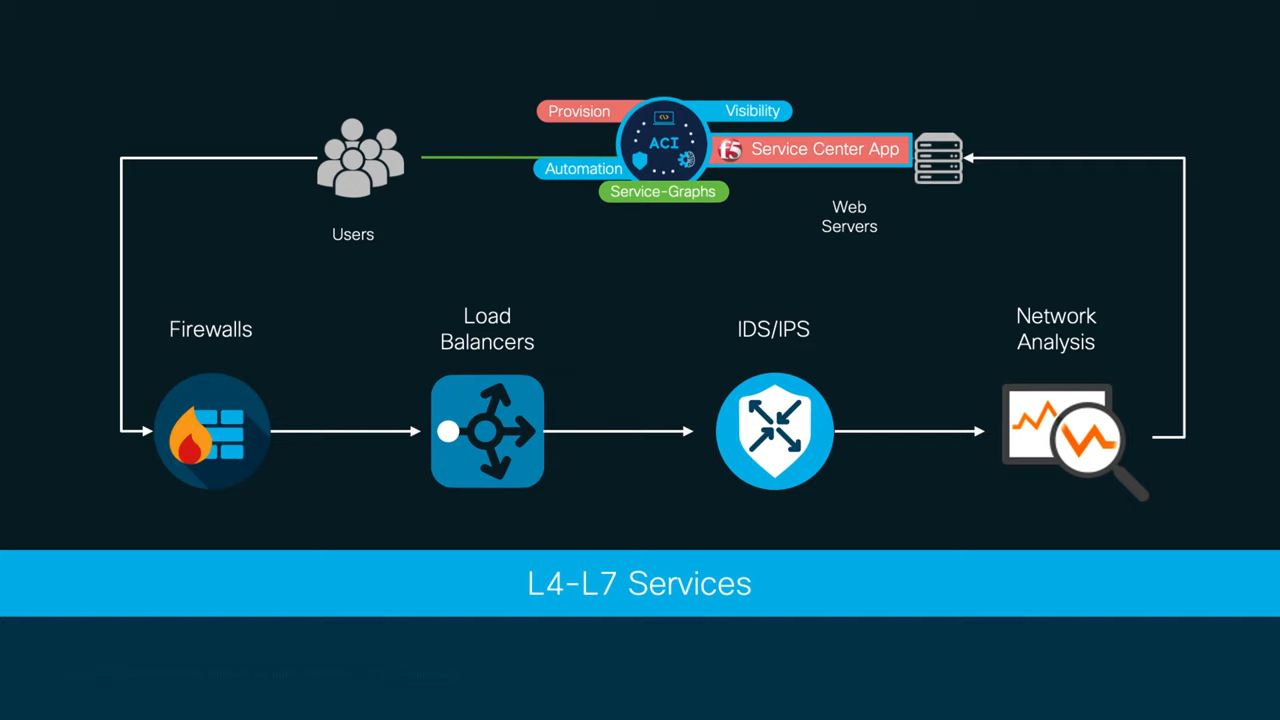 Provision
Visibility
ACI
f5 Service Center App
Automation
Service-Graphs
Users
Web
Servers
Firewalls
Load
Balancers
IDS/IPS
Network
Analysis
L4-L7 Services